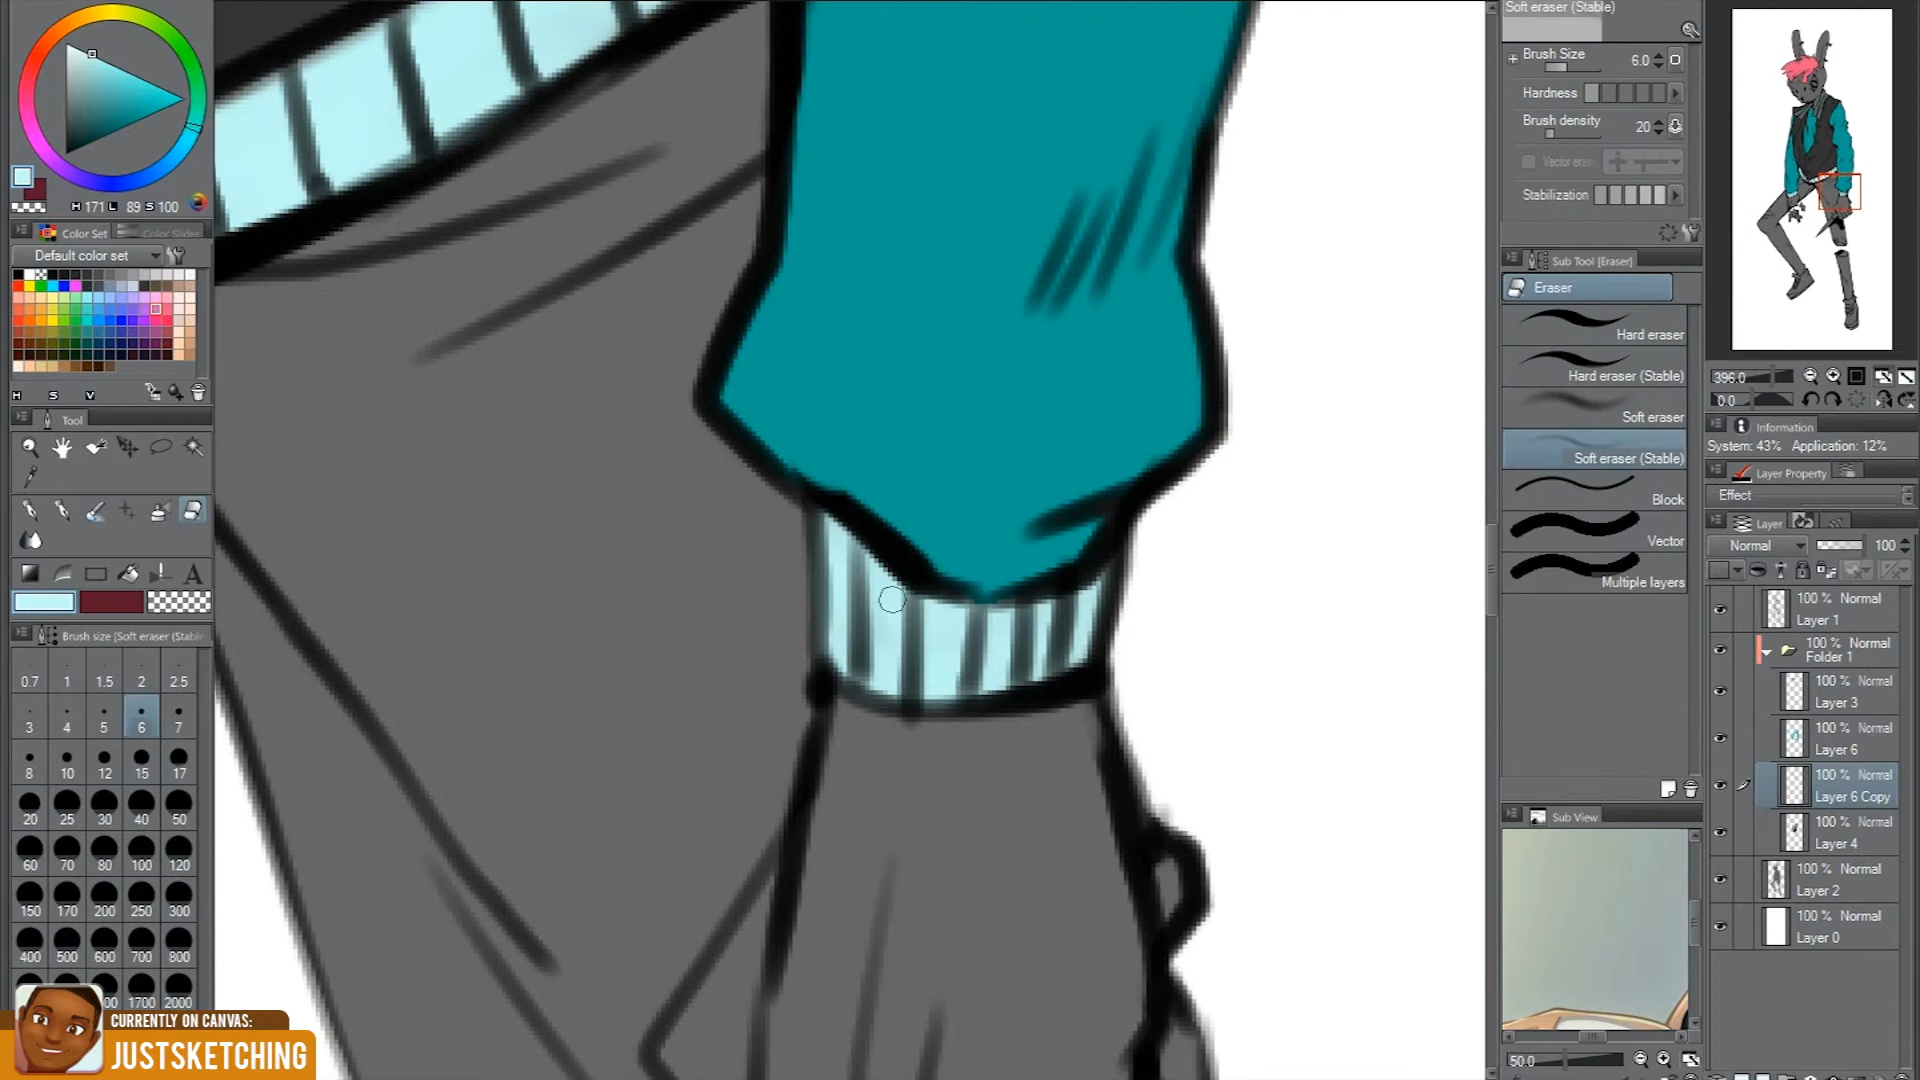 Soft eraser (Stable)
Brush Size 6.0
Hardness
Brush density 20
Vector eras
Stabilization
H 171 L 89 S 100
Color Set Color Slider
Default color set
H S V
Sub Tool [Eraser]
Eraser
Hard eraser
Hard eraser (Stable)
Soft eraser
Soft eraser (Stable)
Block
Vector
Multiple layers
Tool
A
Brush size [Soft eraser (Stable
0.7 1 1.5 2 2.5
3 4 5 6 7
8 10 12 15 17
20 25 30 40 50
60 70 80 100 120
150 170 200 250 300
400 500 600 700 800
00 1700 2000
CURRENTLY ON CANVAS:
JUSTSKETCHING
396.0
0.0
Information
System: 43% Application: 12%
Layer Property
Effect
Layer
Normal 100
100 % Normal
Layer 1
100 % Normal
Folder 1
100 % Normal
Layer 3
100 % Normal
Layer 6
100 % Normal
Layer 6 Copy
100 % Normal
Layer 4
100 % Normal
Layer 2
100 % Normal
Layer 0
Sub View
50.0